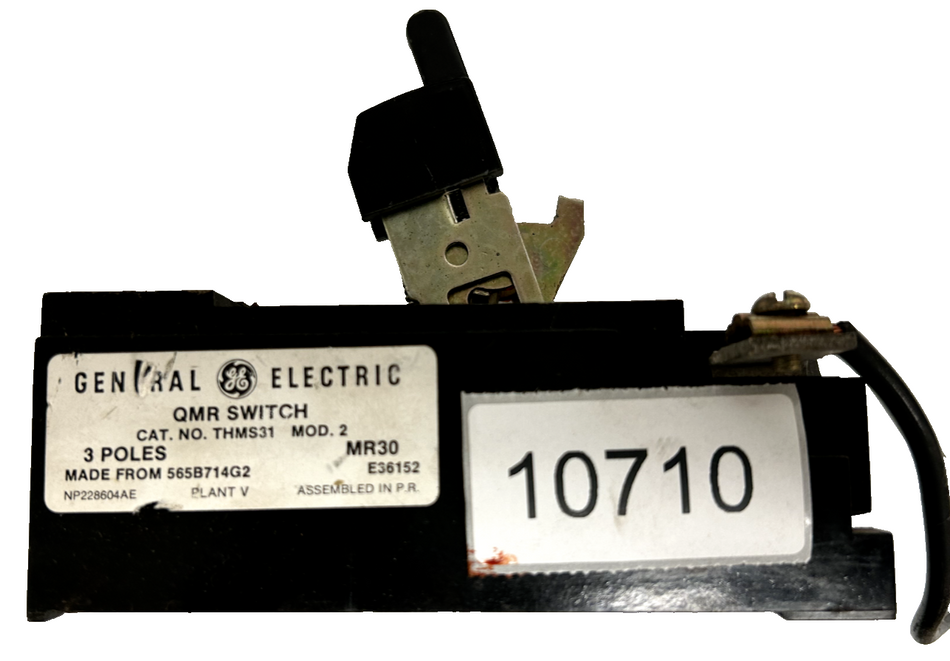 GENERAL GE ELECTRIC
QMR SWITCH
CAT. NO. THMS31 MOD. 2
3 POLES MR30
MADE FROM 565B714G2 E36152
NP228604AE PLANT V ASSEMBLED IN P.R.
10710